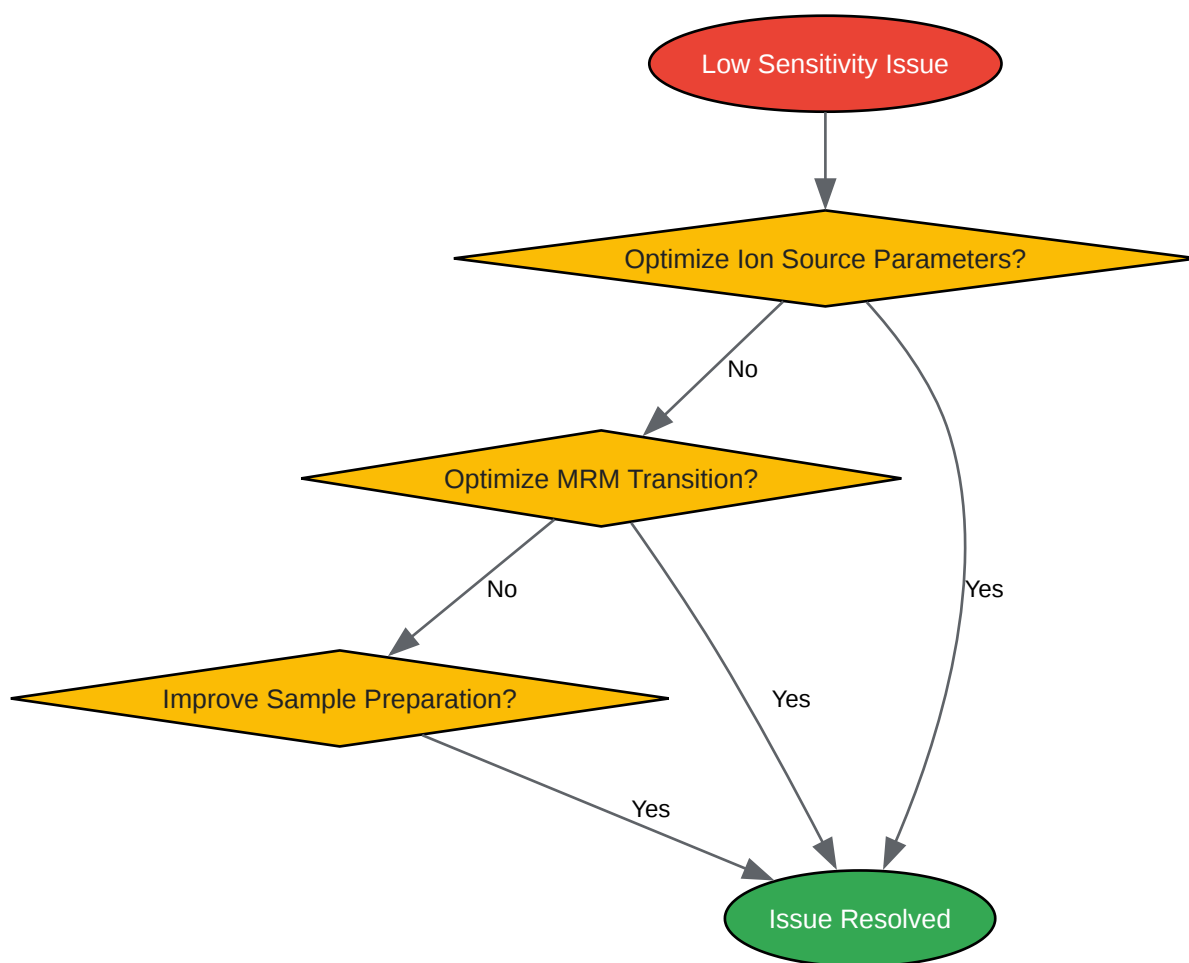 Low Sensitivity Issue
Optimize Ion Source Parameters?
No
Optimize MRM Transition?
No
Yes
Improve Sample Preparation?
Yes
Yes
Issue Resolved